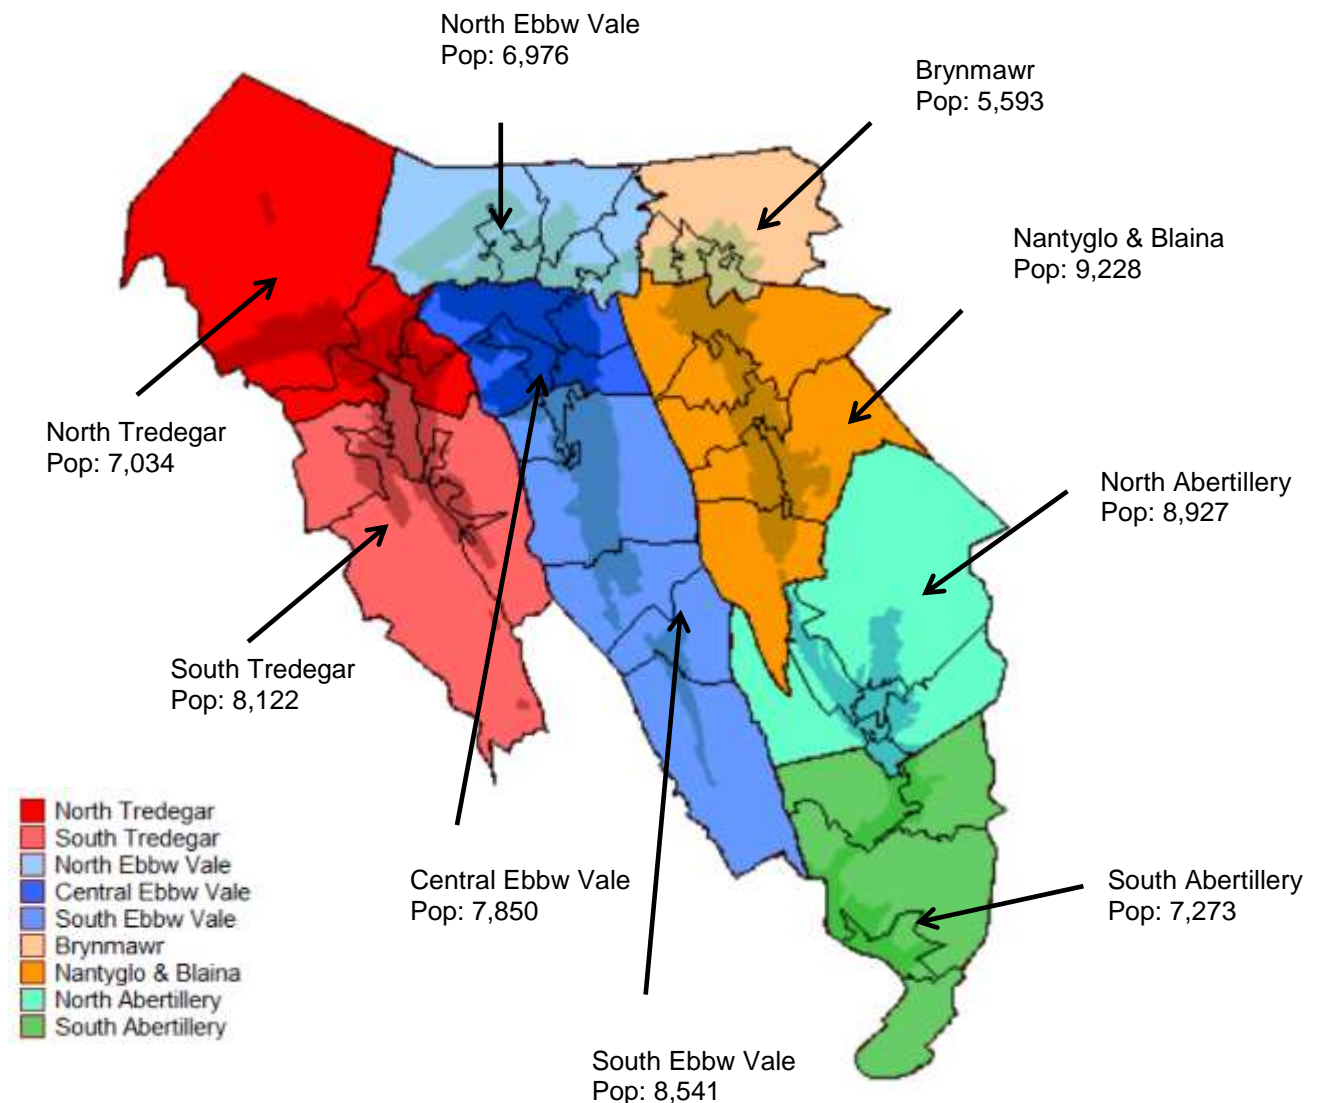 North Ebbw Vale
Pop: 6,976
Brynmawr
Pop: 5,593
Nantyglo & Blaina
Pop: 9,228
North Tredegar
Pop: 7,034
North Abertillery
Pop: 8,927
South Tredegar
Pop: 8,122
Central Ebbw Vale
Pop: 7,850
South Abertillery
Pop: 7,273
South Ebbw Vale
Pop: 8,541
North Tredegar
South Tredegar
North Ebbw Vale
Central Ebbw Vale
South Ebbw Vale
Brynmawr
Nantyglo & Blaina
North Abertillery
South Abertillery